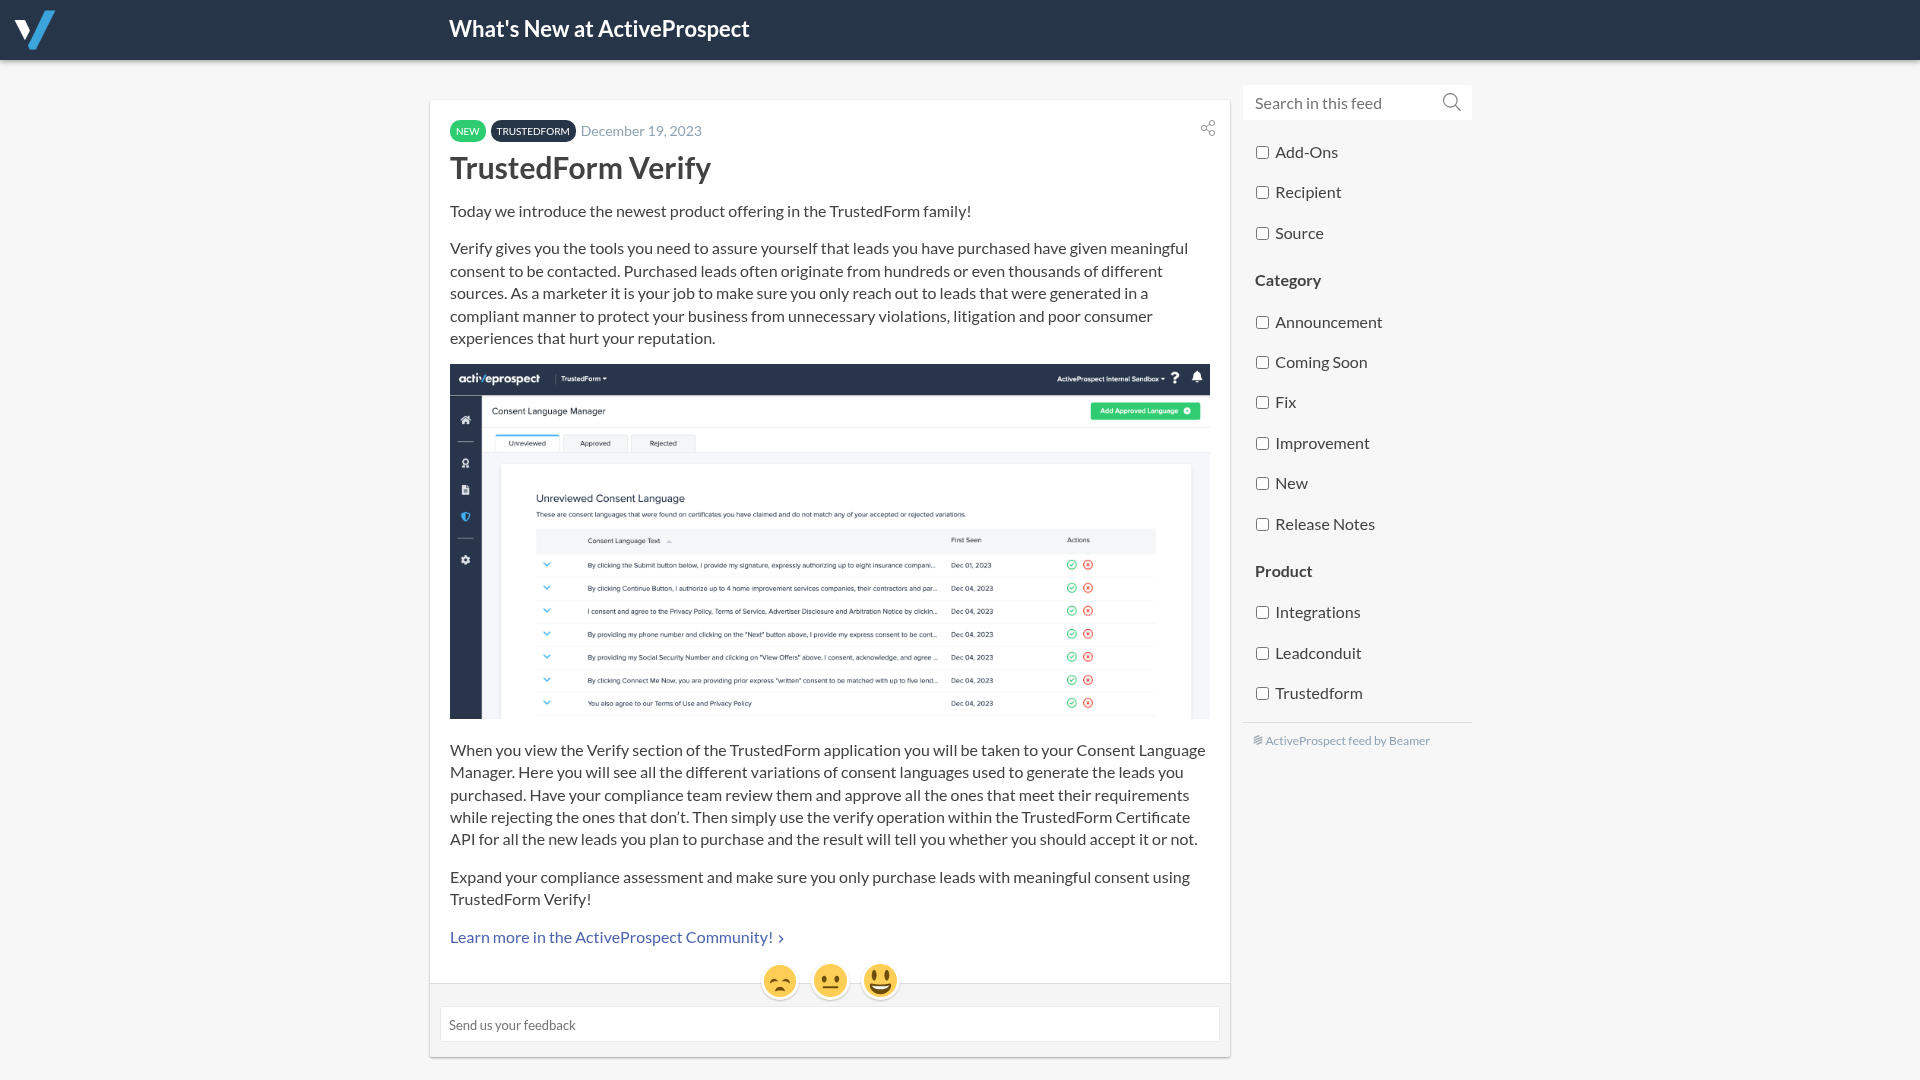 What's New at ActiveProspect
NEW TRUSTEDFORM December 19, 2023
TrustedForm Verify
Today we introduce the newest product offering in the TrustedForm family!
Verify gives you the tools you need to assure yourself that leads you have purchased have given meaningful
consent to be contacted. Purchased leads often originate from hundreds or even thousands of different
sources. As a marketer it is your job to make sure you only reach out to leads that were generated in a
compliant manner to protect your business from unnecessary violations, litigation and poor consumer
experiences that hurt your reputation.
activeprospect TrustedForm ActiveProspect Internal Sandbox ?
Consent Language Manager
Add Approved Language
Unreviewed Approved Rejected
Unreviewed Consent Language
These are consent languages that were found on certificates you have claimed and do not match any of your accepted or rejected variations.
Consent Language Text First Seen Actions
By clicking the Submit button below, I provide my signature, expressly authorizing up to eight insurance compani... Dec 01, 2023
By clicking Continue Button, I authorize up to 4 home improvement services companies, their contractors and par... Dec 04, 2023
I consent and agree to the Privacy Policy, Terms of Service, Advertiser Disclosure and Arbitration Notice by clickin... Dec 04, 2023
By providing my phone number and clicking on the "Next" button above, I provide my express consent to be cont... Dec 04, 2023
By providing my Social Security Number and clicking on "View Offers" above, I consent, acknowledge, and agree ... Dec 04, 2023
By clicking Connect Me Now, you are providing prior express "written" consent to be matched with up to five lend... Dec 04, 2023
You also agree to our Terms of Use and Privacy Policy Dec 04, 2023
When you view the Verify section of the TrustedForm application you will be taken to your Consent Language
Manager. Here you will see all the different variations of consent languages used to generate the leads you
purchased. Have your compliance team review them and approve all the ones that meet their requirements
while rejecting the ones that don’t. Then simply use the verify operation within the TrustedForm Certificate
API for all the new leads you plan to purchase and the result will tell you whether you should accept it or not.
Expand your compliance assessment and make sure you only purchase leads with meaningful consent using
TrustedForm Verify!
Learn more in the ActiveProspect Community!
Send us your feedback
Search in this feed
Add-Ons
Recipient
Source
Category
Announcement
Coming Soon
Fix
Improvement
New
Release Notes
Product
Integrations
Leadconduit
Trustedform
ActiveProspect feed by Beamer